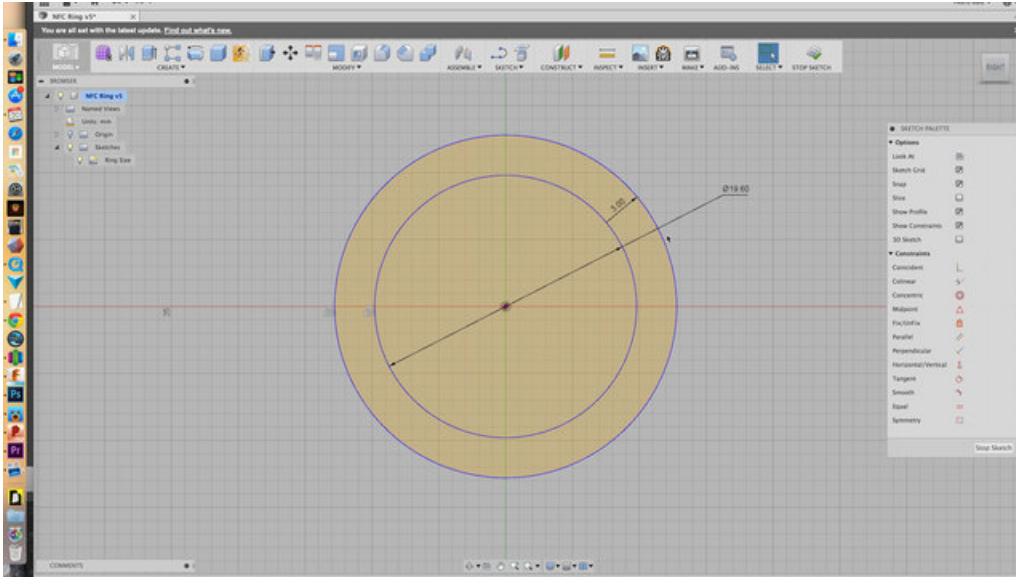 NFC Ring v5*
You are all set with the latest update. Find out what's new.
MODEL
CREATE
MODIFY
ASSEMBLE
SKETCH
CONSTRUCT
INSPECT
INSERT
MAKE
ADD-INS
SELECT
STOP SKETCH
RIGHT
BROWSER
NFC Ring v5
Named Views
Units: mm
Origin
Sketches
Ring Size
Ø19.60
3.00
SKETCH PALETTE
Options
Look At
Sketch Grid
Snap
Slice
Show Profile
Show Constraints
3D Sketch
Constraints
Coincident
Colinear
Concentric
Midpoint
Fix/UnFix
Parallel
Perpendicular
Horizontal/Vertical
Tangent
Smooth
Equal
Symmetry
Stop Sketch
Ps
Pr
COMMENTS